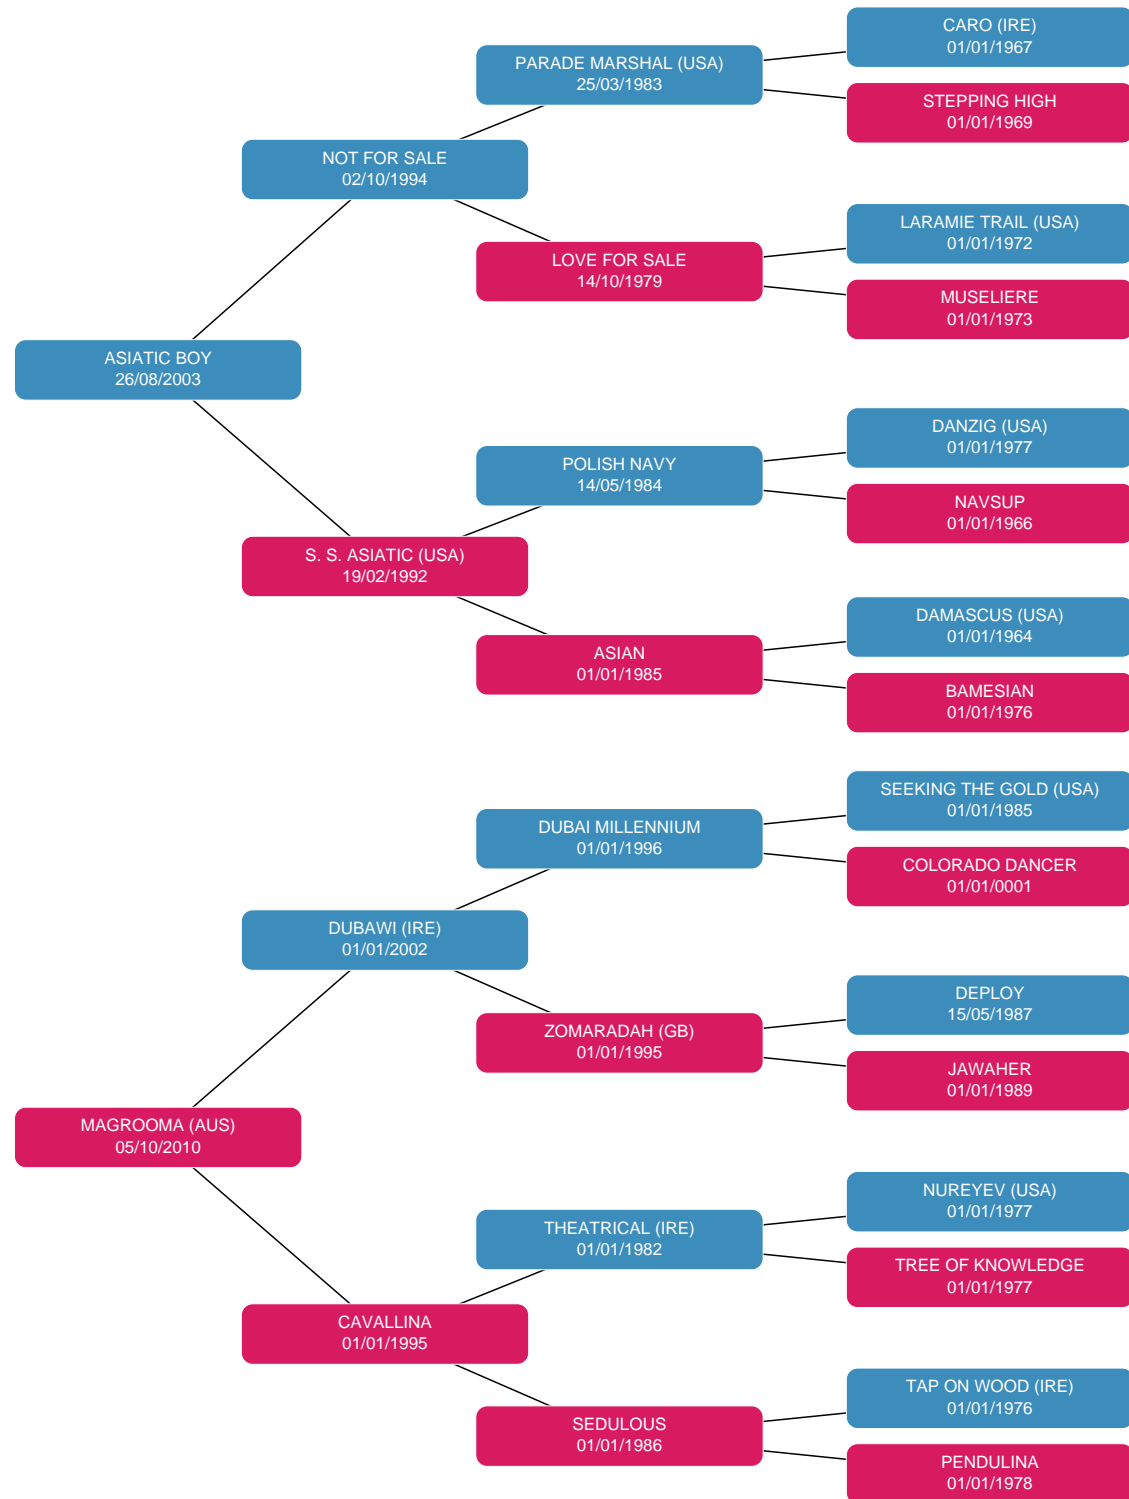 CARO (IRE)
01/01/1967
PARADE MARSHAL (USA)
25/03/1983
STEPPING HIGH
01/01/1969
NOT FOR SALE
02/10/1994
LARAMIE TRAIL (USA)
01/01/1972
LOVE FOR SALE
14/10/1979
MUSELIERE
01/01/1973
ASIATIC BOY
26/08/2003
DANZIG (USA)
01/01/1977
POLISH NAVY
14/05/1984
NAVSUP
01/01/1966
S. S. ASIATIC (USA)
19/02/1992
DAMASCUS (USA)
01/01/1964
ASIAN
01/01/1985
BAMESIAN
01/01/1976
SEEKING THE GOLD (USA)
01/01/1985
DUBAI MILLENNIUM
01/01/1996
COLORADO DANCER
01/01/0001
DUBAWI (IRE)
01/01/2002
DEPLOY
15/05/1987
ZOMARADAH (GB)
01/01/1995
JAWAHER
01/01/1989
MAGROOMA (AUS)
05/10/2010
NUREYEV (USA)
01/01/1977
THEATRICAL (IRE)
01/01/1982
TREE OF KNOWLEDGE
01/01/1977
CAVALLINA
01/01/1995
TAP ON WOOD (IRE)
01/01/1976
SEDULOUS
01/01/1986
PENDULINA
01/01/1978